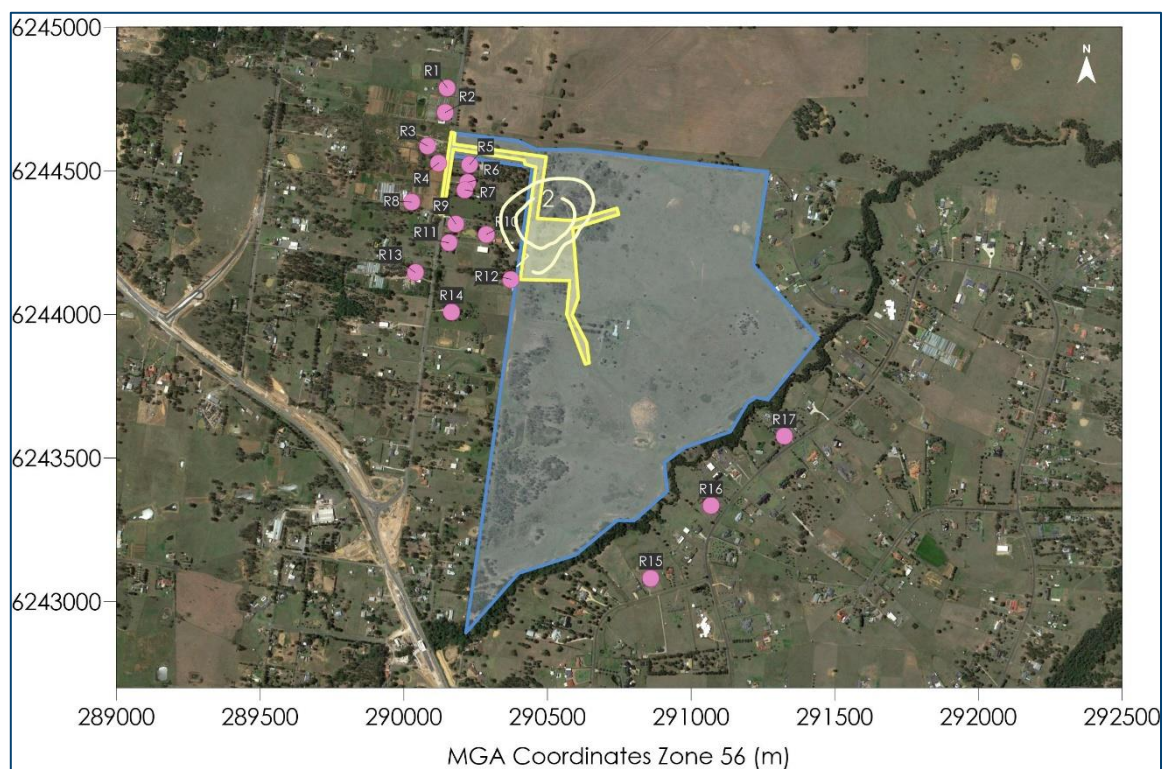 6245000
N
R1
R2
R3
R5
R4
R6
R7
6244500
2
R8
R9
R10
R11
R13
R12
R14
6244000
6243500
R17
R16
R15
6243000
289000 289500 290000 290500 291000 291500 292000 292500
MGA Coordinates Zone 56 (m)